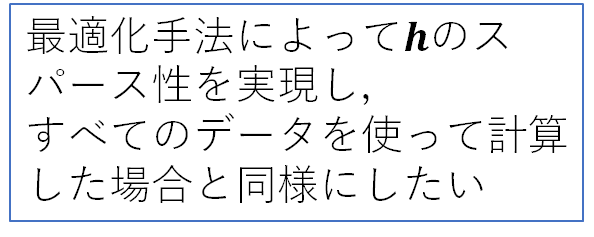 最適化手法によってhのス
パース性を実現し,
すべてのデータを使って計算
した場合と同様にしたい